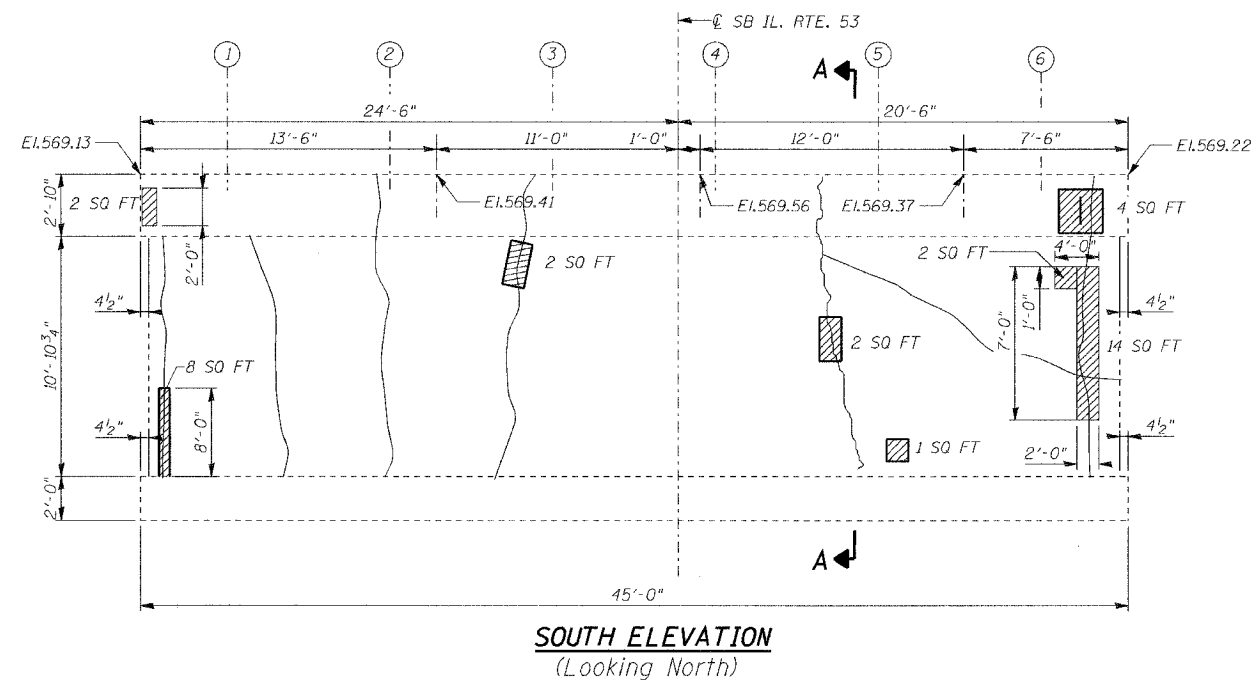 ℄ SB IL. RTE. 53
1 2 3 4 5 6
A
24'-6" 20'-6"
13'-6" 11'-0" 1'-0" 12'-0" 7'-6"
El.569.13 El.569.22
El.569.41 El.569.56 El.569.37
2'-10" 2 SQ FT 2'-0" 4 SQ FT
2 SQ FT 2 SQ FT 4'-0"
4½" 1'-0" 4½"
10'-10¾" 7'-0" 2 SQ FT 14 SQ FT
8 SQ FT
4½" 8'-0" 1 SQ FT 4½"
2'-0" 2'-0"
A
45'-0"
SOUTH ELEVATION
(Looking North)